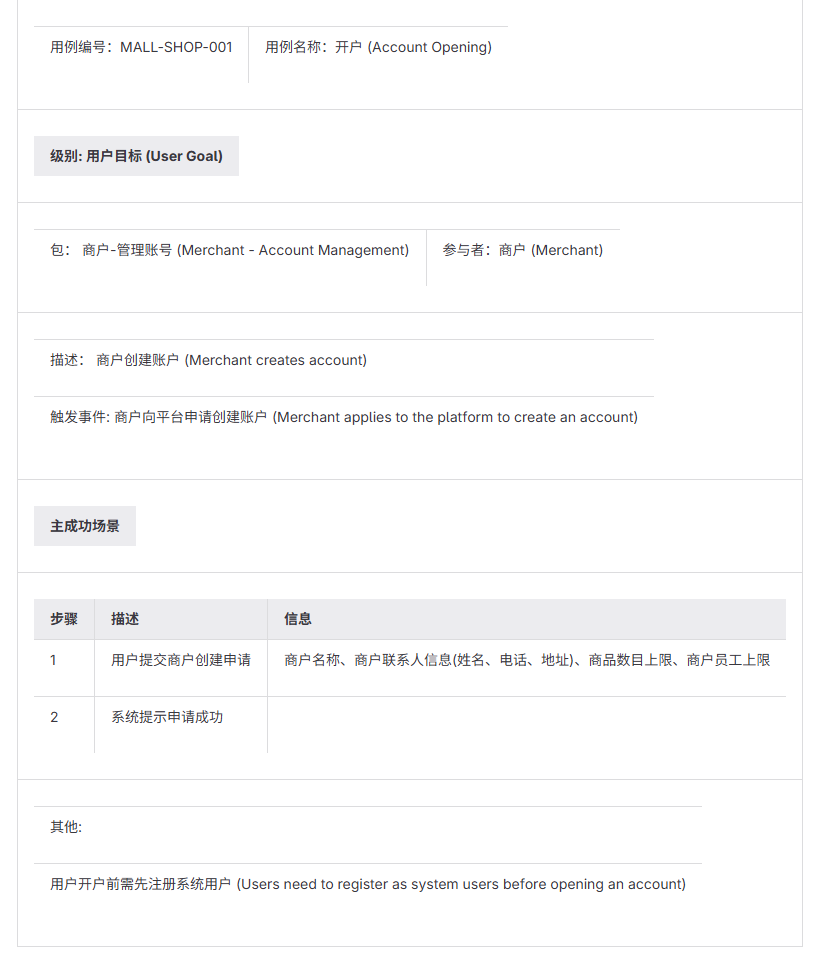 用例编号：MALL-SHOP-001 用例名称：开户 (Account Opening)
级别: 用户目标 (User Goal)
包： 商户-管理账号 (Merchant - Account Management) 参与者：商户 (Merchant)
描述： 商户创建账户 (Merchant creates account)
触发事件: 商户向平台申请创建账户 (Merchant applies to the platform to create an account)
主成功场景
步骤 描述 信息
1 用户提交商户创建申请 商户名称、商户联系人信息(姓名、电话、地址)、商品数目上限、商户员工上限
2 系统提示申请成功
其他:
用户开户前需先注册系统用户 (Users need to register as system users before opening an account)